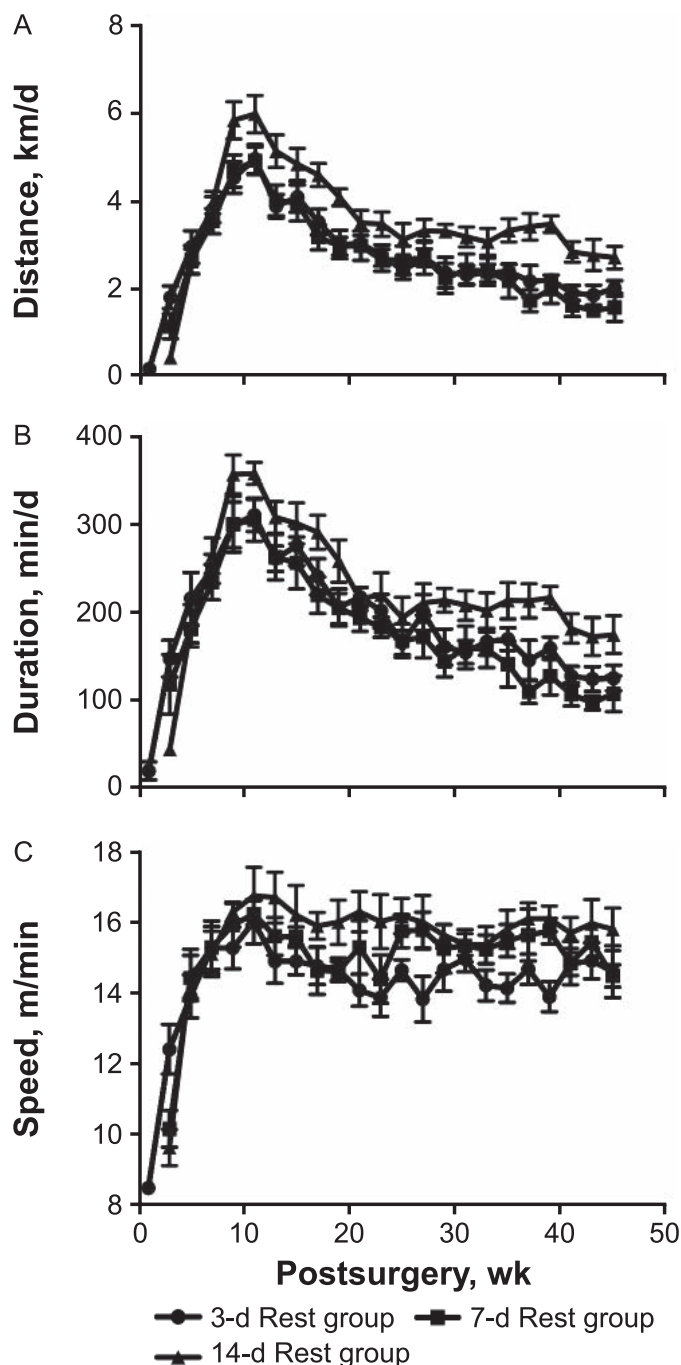 A
Distance, km/d
8
6
4
2
0
B
Duration, min/d
400
300
200
100
0
C
Speed, m/min
18
16
14
12
10
8
0 10 20 30 40 50
Postsurgery, wk
3-d Rest group 7-d Rest group
14-d Rest group